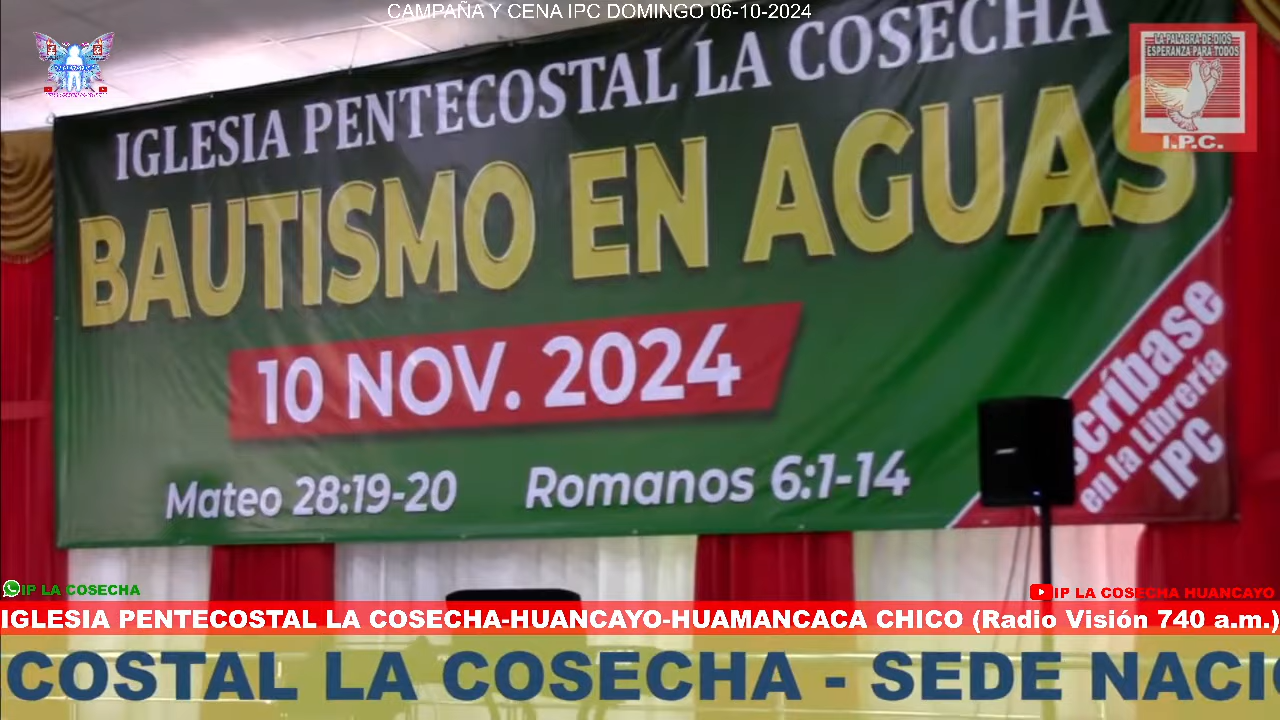 CAMPAÑA Y CENA IPC DOMINGO 06-10-2024
LA PALABRA DE DIOS
ESPERANZA PARA TODOS
I.P.C.
IGLESIA PENTECOSTAL LA COSECHA
BAUTISMO EN AGUAS
10 NOV. 2024
Mateo 28:19-20 Romanos 6:1-14
scríbase
en la Librería
IPC
IP LA COSECHA
IP LA COSECHA HUANCAYO
IGLESIA PENTECOSTAL LA COSECHA-HUANCAYO-HUAMANCACA CHICO (Radio Visión 740 a.m.)
COSTAL LA COSECHA - SEDE NACI